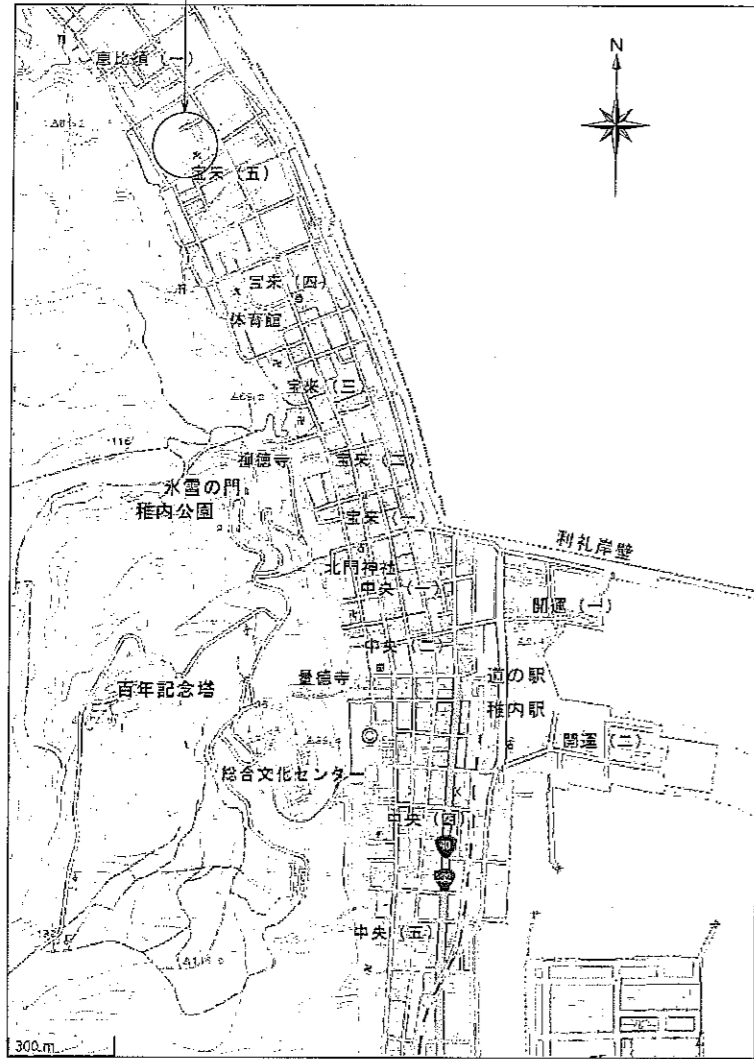 恵比須（一）
N
宝来（五）
宝来（四）
体育館
宝来（三）
禅徳寺
宝来（二）
氷雪の門
稚内公園
宝来（一）
利礼岸壁
北門神社
中央（一）
開運（一）
中央（二）
量徳寺
道の駅
百年記念塔
稚内駅
開運（二）
総合文化センター
中央（四）
40
中央（五）
300 m